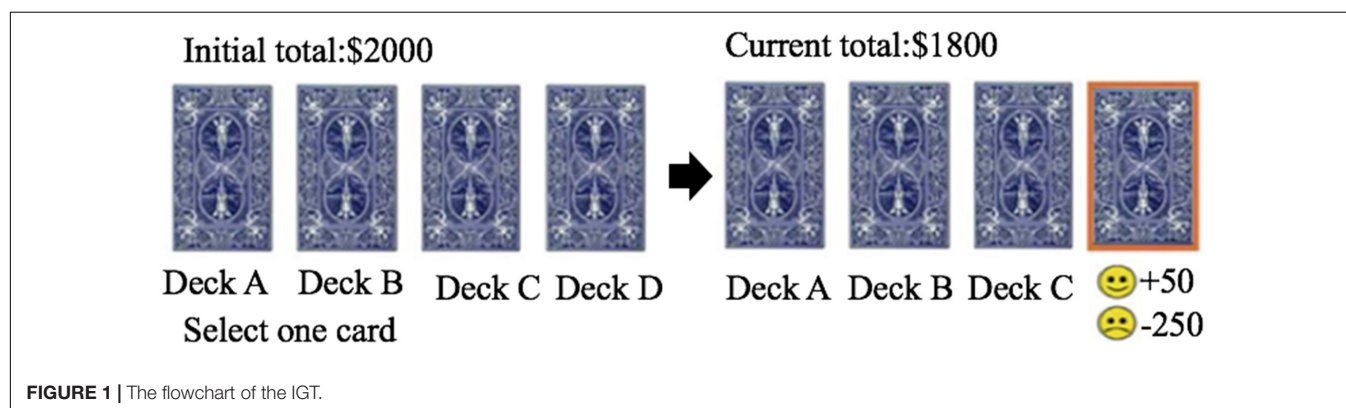 Initial total:$2000
Current total:$1800
Deck A Deck B Deck C Deck D
Select one card
Deck A Deck B Deck C
+50
-250
FIGURE 1 | The flowchart of the IGT.